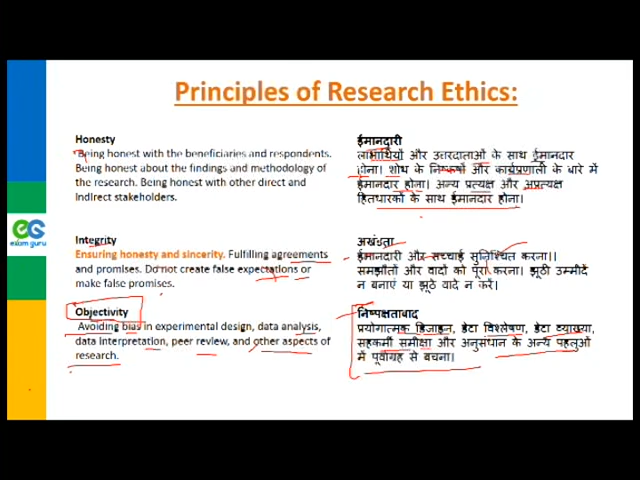 Principles of Research Ethics:
Honesty
Being honest with the beneficiaries and respondents.
Being honest about the findings and methodology of
the research. Being honest with other direct and
indirect stakeholders.
ईमानदारी
लाभार्थियों और उत्तरदाताओं के साथ ईमानदार
होना। शोध के निष्कर्षों और कार्यप्रणाली के बारे में
ईमानदार होना। अन्य प्रत्यक्ष और अप्रत्यक्ष
हितधारकों के साथ ईमानदार होना।
eg
exam guru
Integrity
Ensuring honesty and sincerity. Fulfilling agreements
and promises. Do not create false expectations or
make false promises.
अखंडता
ईमानदारी और सच्चाई सुनिश्चित करना।।
समझौतों और वादों को पूरा करना। झूठी उम्मीदें
न बनाएं या झूठे वादे न करें।
Objectivity
Avoiding bias in experimental design, data analysis,
data interpretation, peer review, and other aspects of
research.
निष्पक्षतावाद
प्रयोगात्मक डिजाइन, डेटा विश्लेषण, डेटा व्याख्या,
सहकर्मी समीक्षा और अनुसंधान के अन्य पहलुओं
में पूर्वाग्रह से बचना।